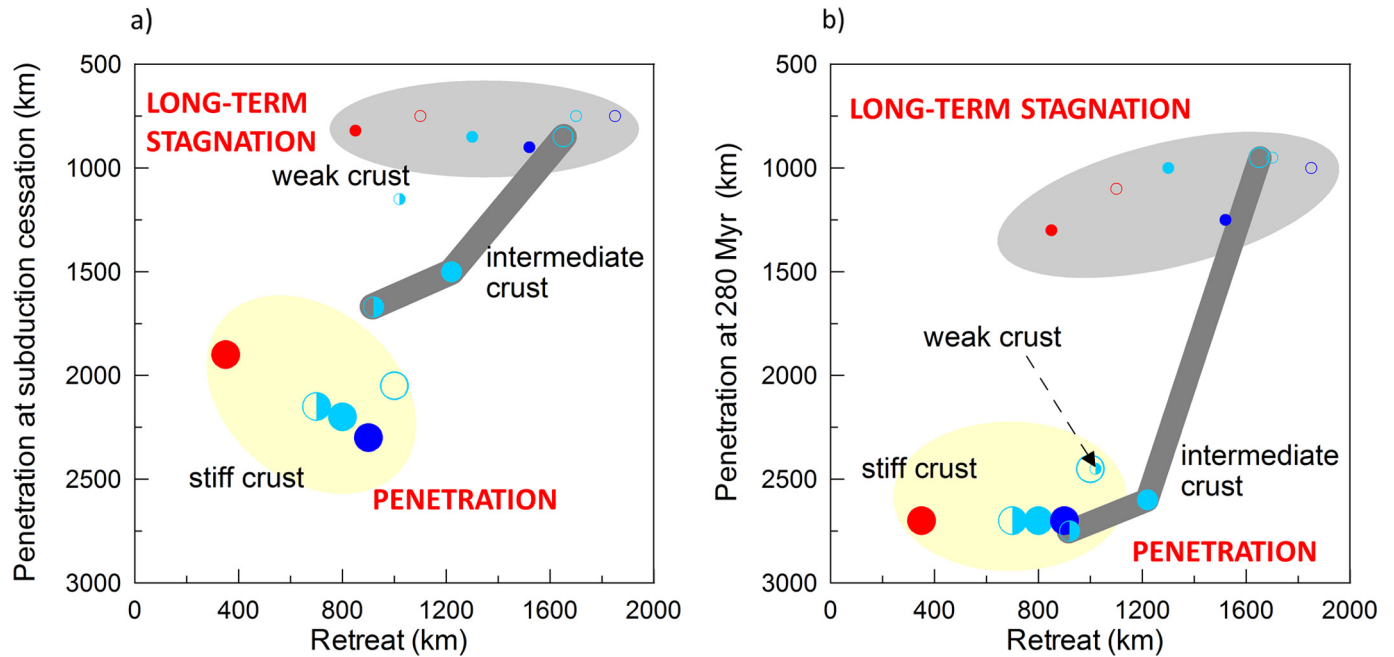 a)
Penetration at subduction cessation (km)
500
1000
1500
2000
2500
3000
LONG-TERM
STAGNATION
weak crust
intermediate
crust
stiff crust
PENETRATION
0
400
800
1200
1600
2000
Retreat (km)
b)
Penetration at 280 Myr (km)
500
1000
1500
2000
2500
3000
LONG-TERM STAGNATION
weak crust
stiff crust
intermediate
crust
PENETRATION
0
400
800
1200
1600
2000
Retreat (km)